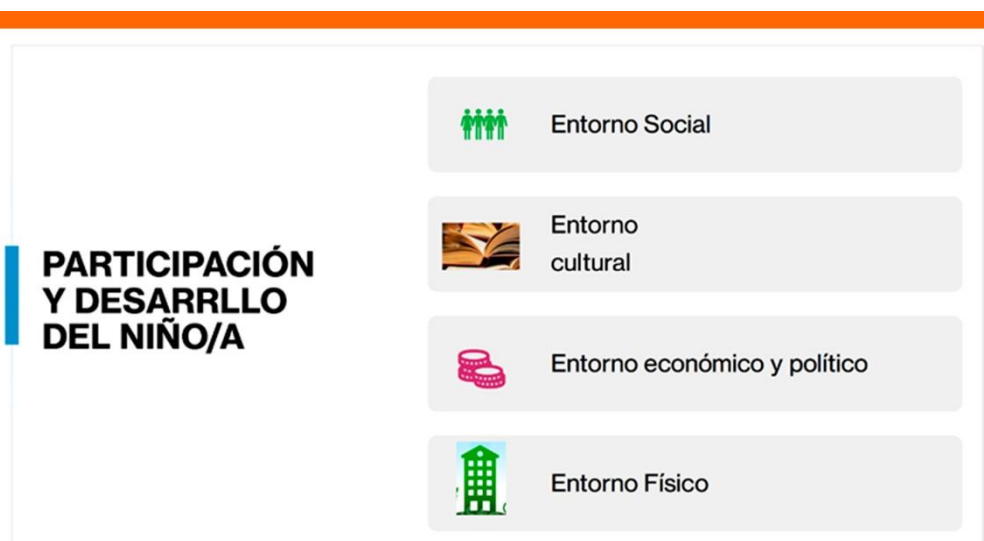 PARTICIPACIÓN
Y DESARRLLO
DEL NIÑO/A
Entorno Social
Entorno
cultural
Entorno económico y político
Entorno Físico